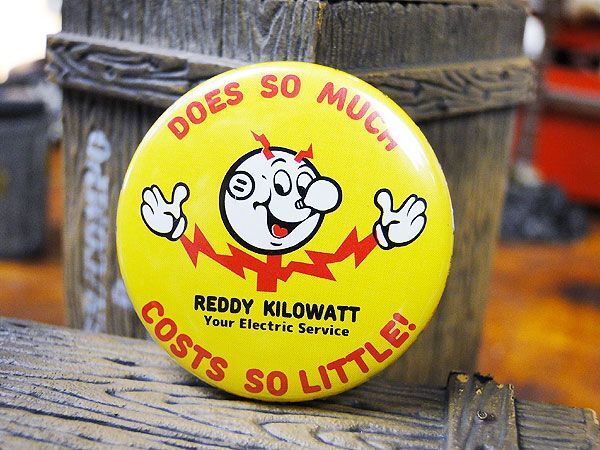 DOES SO MUCH
REDDY KILOWATT
Your Electric Service
COSTS SO LITTLE!